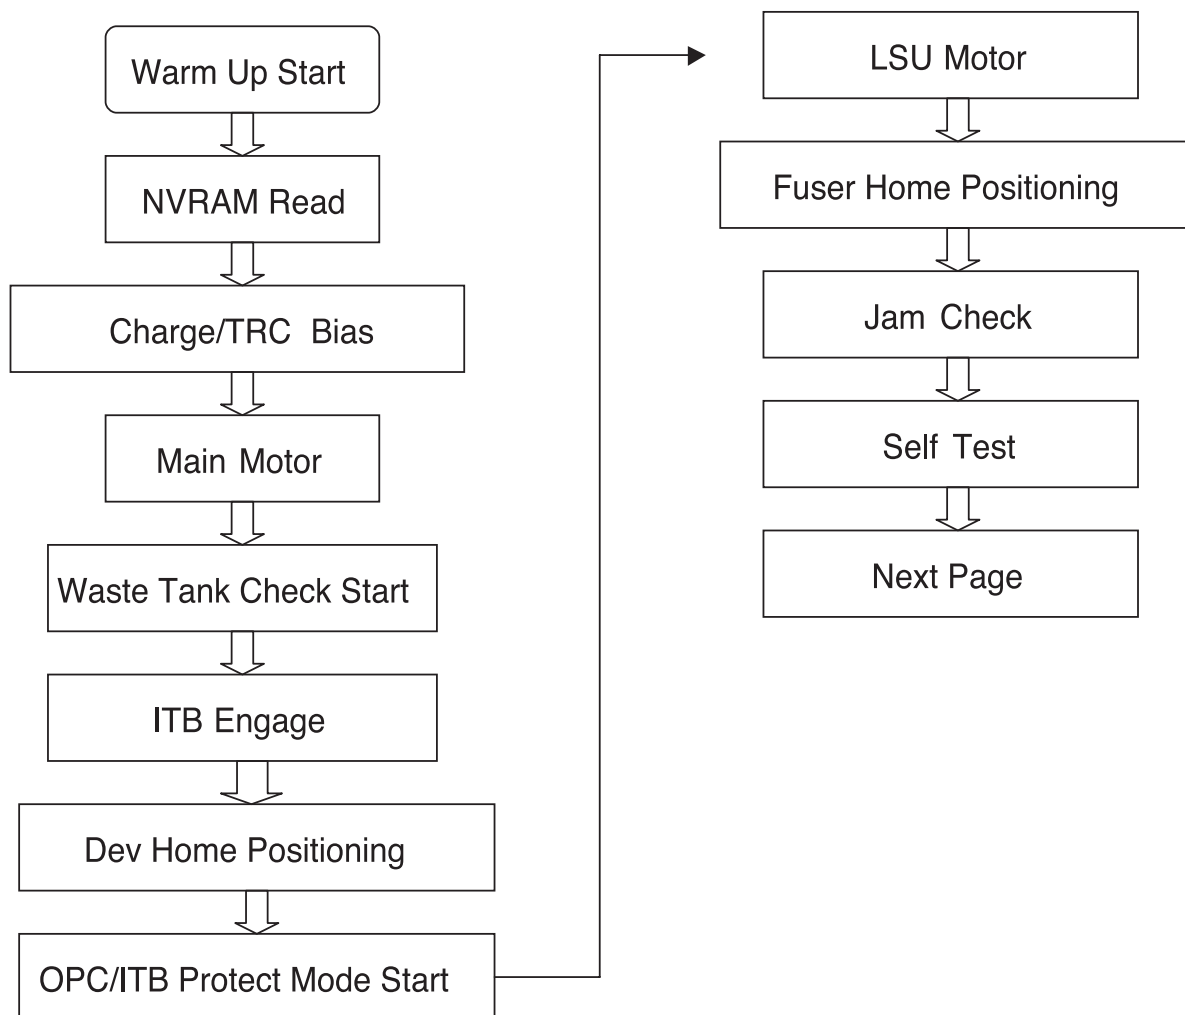 Warm Up Start
NVRAM Read
Charge/TRC Bias
Main Motor
Waste Tank Check Start
ITB Engage
Dev Home Positioning
OPC/ITB Protect Mode Start
LSU Motor
Fuser Home Positioning
Jam Check
Self Test
Next Page